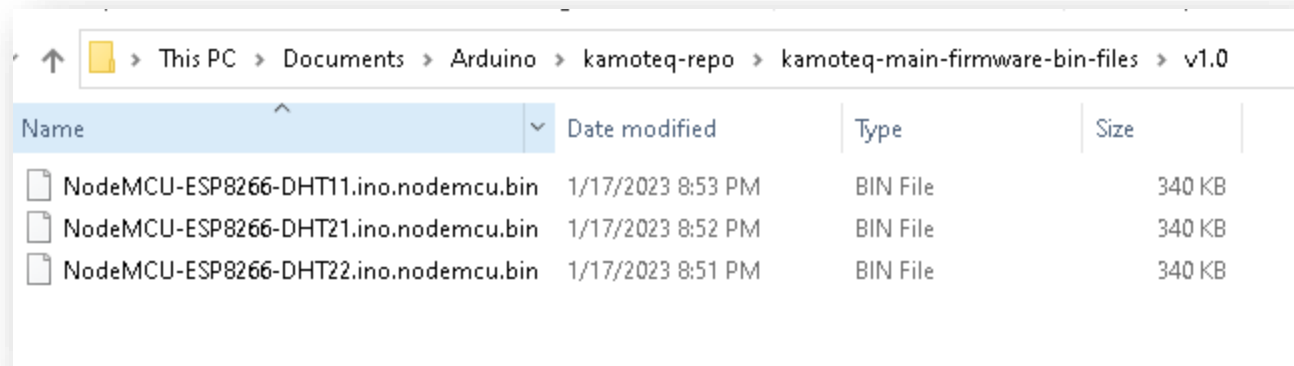 This PC > Documents > Arduino > kamoteq-repo > kamoteq-main-firmware-bin-files > v1.0
Name Date modified Type Size
NodeMCU-ESP8266-DHT11.ino.nodemcu.bin 1/17/2023 8:53 PM BIN File 340 KB
NodeMCU-ESP8266-DHT21.ino.nodemcu.bin 1/17/2023 8:52 PM BIN File 340 KB
NodeMCU-ESP8266-DHT22.ino.nodemcu.bin 1/17/2023 8:51 PM BIN File 340 KB